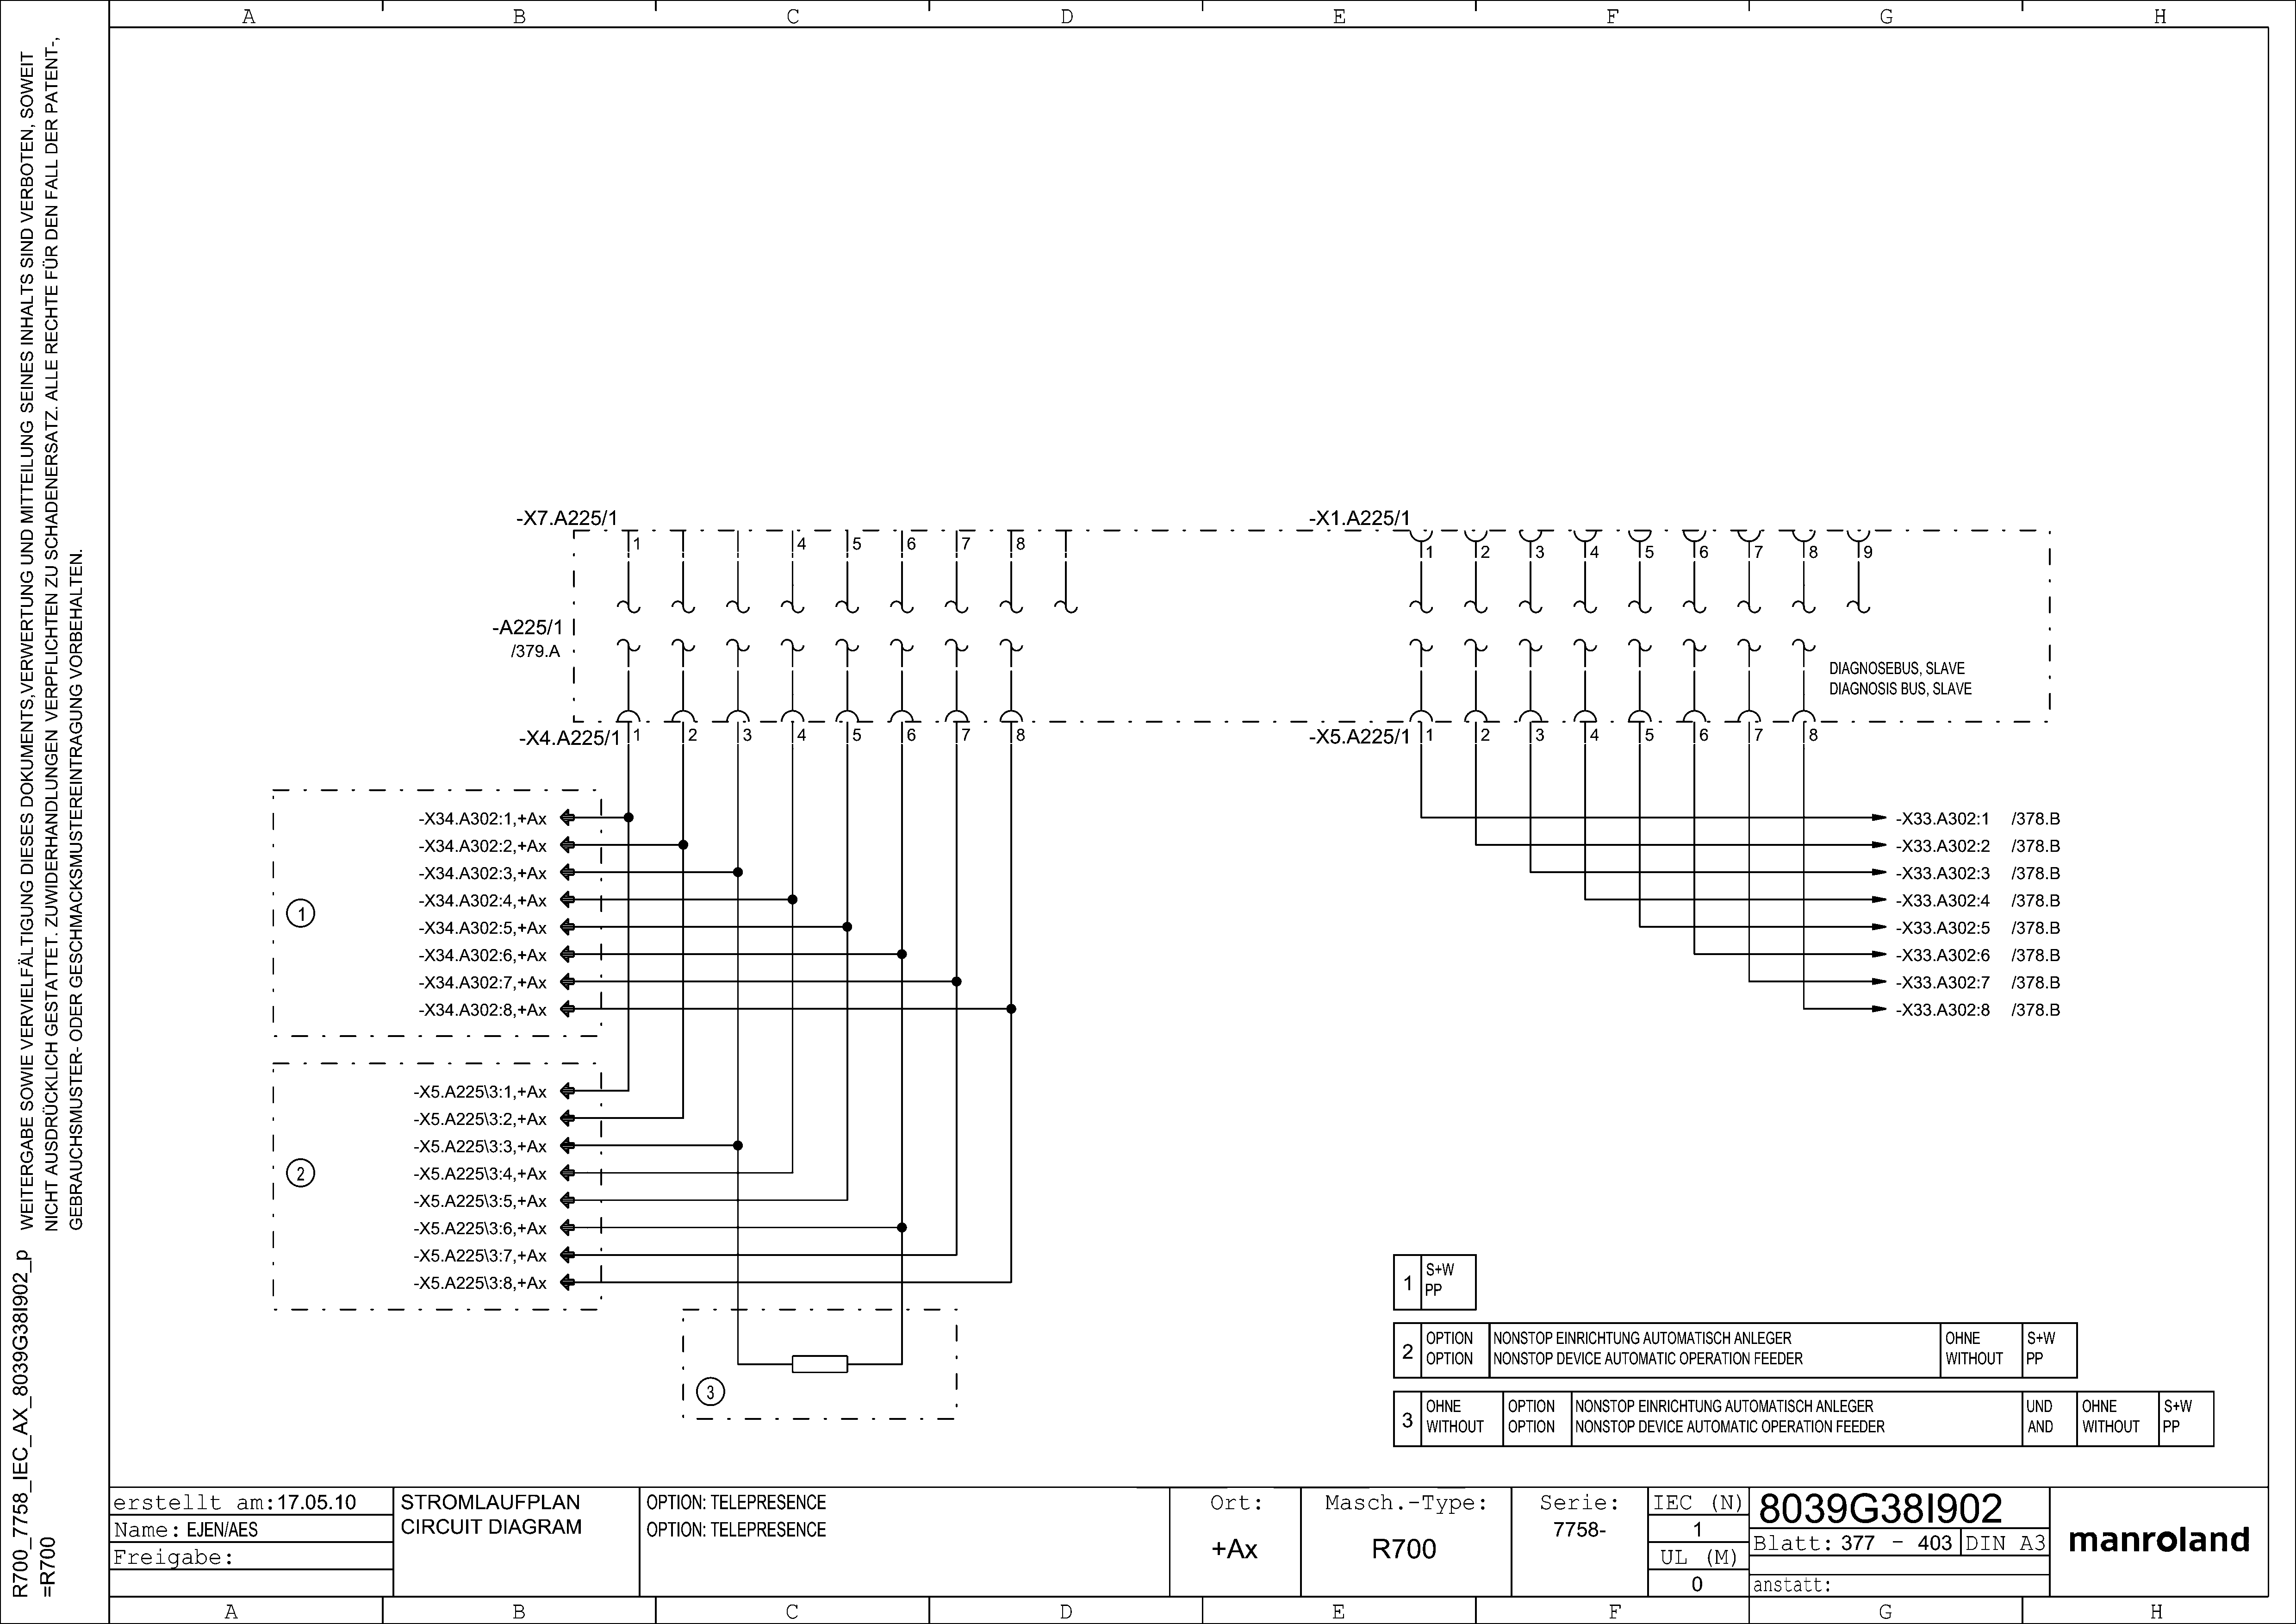 A B C D E F G H
WEITERGABE SOWIE VERVIELFÄLTIGUNG DIESES DOKUMENTS,VERWERTUNG UND MITTEILUNG SEINES INHALTS SIND VERBOTEN, SOWEIT
NICHT AUSDRÜCKLICH GESTATTET. ZUWIDERHANDLUNGEN VERPFLICHTEN ZU SCHADENERSATZ. ALLE RECHTE FÜR DEN FALL DER PATENT-,
GEBRAUCHSMUSTER- ODER GESCHMACKSMUSTEREINTRAGUNG VORBEHALTEN.
R700_7758_IEC_AX_8039G38I902_p
=R700
-X7.A225/1 -X1.A225/1
1 4 5 6 7 8 1 2 3 4 5 6 7 8 9
-A225/1
/379.A
DIAGNOSEBUS, SLAVE
DIAGNOSIS BUS, SLAVE
-X4.A225/1 1 2 3 4 5 6 7 8 -X5.A225/1 1 2 3 4 5 6 7 8
-X34.A302:1,+Ax -X33.A302:1 /378.B
-X34.A302:2,+Ax -X33.A302:2 /378.B
-X34.A302:3,+Ax -X33.A302:3 /378.B
-X34.A302:4,+Ax -X33.A302:4 /378.B
1
-X34.A302:5,+Ax -X33.A302:5 /378.B
-X34.A302:6,+Ax -X33.A302:6 /378.B
-X34.A302:7,+Ax -X33.A302:7 /378.B
-X34.A302:8,+Ax -X33.A302:8 /378.B
-X5.A225\3:1,+Ax
-X5.A225\3:2,+Ax
-X5.A225\3:3,+Ax
2 -X5.A225\3:4,+Ax
-X5.A225\3:5,+Ax
-X5.A225\3:6,+Ax
-X5.A225\3:7,+Ax
-X5.A225\3:8,+Ax
3
1 S+W
PP
2 OPTION NONSTOP EINRICHTUNG AUTOMATISCH ANLEGER OHNE S+W
OPTION NONSTOP DEVICE AUTOMATIC OPERATION FEEDER WITHOUT PP
3 OHNE OPTION NONSTOP EINRICHTUNG AUTOMATISCH ANLEGER UND OHNE S+W
WITHOUT OPTION NONSTOP DEVICE AUTOMATIC OPERATION FEEDER AND WITHOUT PP
erstellt am:17.05.10
Name: EJEN/AES
Freigabe:
STROMLAUFPLAN
CIRCUIT DIAGRAM
OPTION: TELEPRESENCE
OPTION: TELEPRESENCE
Ort:
+Ax
Masch.-Type:
R700
Serie:
7758-
IEC (N)
1
UL (M)
0
8039G38I902
Blatt: 377 - 403 DIN A3
anstatt:
manroland
A B C D E F G H